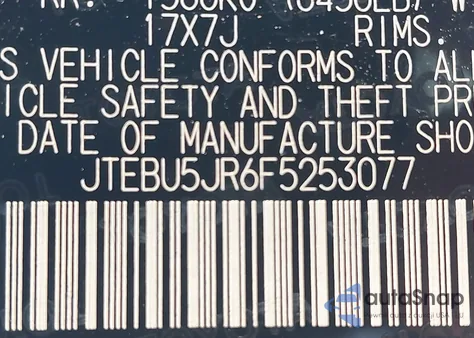 17X7J RIMS.
S VEHICLE CONFORMS TO AL
ICLE SAFETY AND THEFT PR
DATE OF MANUFACTURE SHO
JTEBU5JR6F5253077
autoSnap